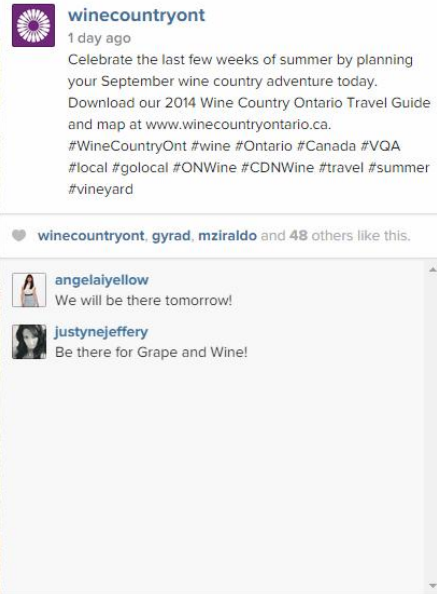 winecountryont
1 day ago
Celebrate the last few weeks of summer by planning
your September wine country adventure today.
Download our 2014 Wine Country Ontario Travel Guide
and map at www.winecountryontario.ca.
#WineCountryOnt #wine #Ontario #Canada #VQA
#local #golocal #ONWine #CDNWine #travel #summer
#vineyard
winecountryont, gyrad, mziraldo and 48 others like this.
angelaiyellow
We will be there tomorrow!
justynejeffery
Be there for Grape and Wine!